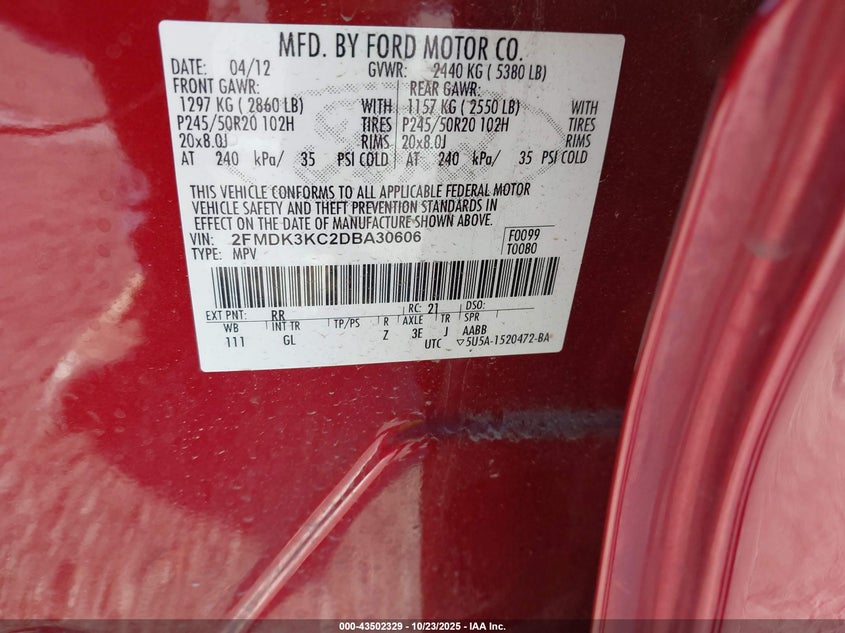 MFD. BY FORD MOTOR CO.
DATE: 04/12 GVWR: 2440 KG ( 5380 LB)
FRONT GAWR: REAR GAWR:
1297 KG ( 2860 LB) WITH 1157 KG ( 2550 LB) WITH
P245/50R20 102H TIRES P245/50R20 102H TIRES
20x8.0J RIMS 20x8.0J RIMS
AT 240 kPa/ 35 PSI COLD AT 240 kPa/ 35 PSI COLD
THIS VEHICLE CONFORMS TO ALL APPLICABLE FEDERAL MOTOR
VEHICLE SAFETY AND THEFT PREVENTION STANDARDS IN
EFFECT ON THE DATE OF MANUFACTURE SHOWN ABOVE.
VIN: 2FMDK3KC2DBA30606 F0099
TYPE: MPV T0080
EXT PNT: RR RC: 21 DSO:
WB INT TR TP/PS R AXLE TR SPR
111 GL Z 3E J AABB
UTC ▽5U5A-1520472-BA
000-43502329 - 10/23/2025 - IAA Inc.